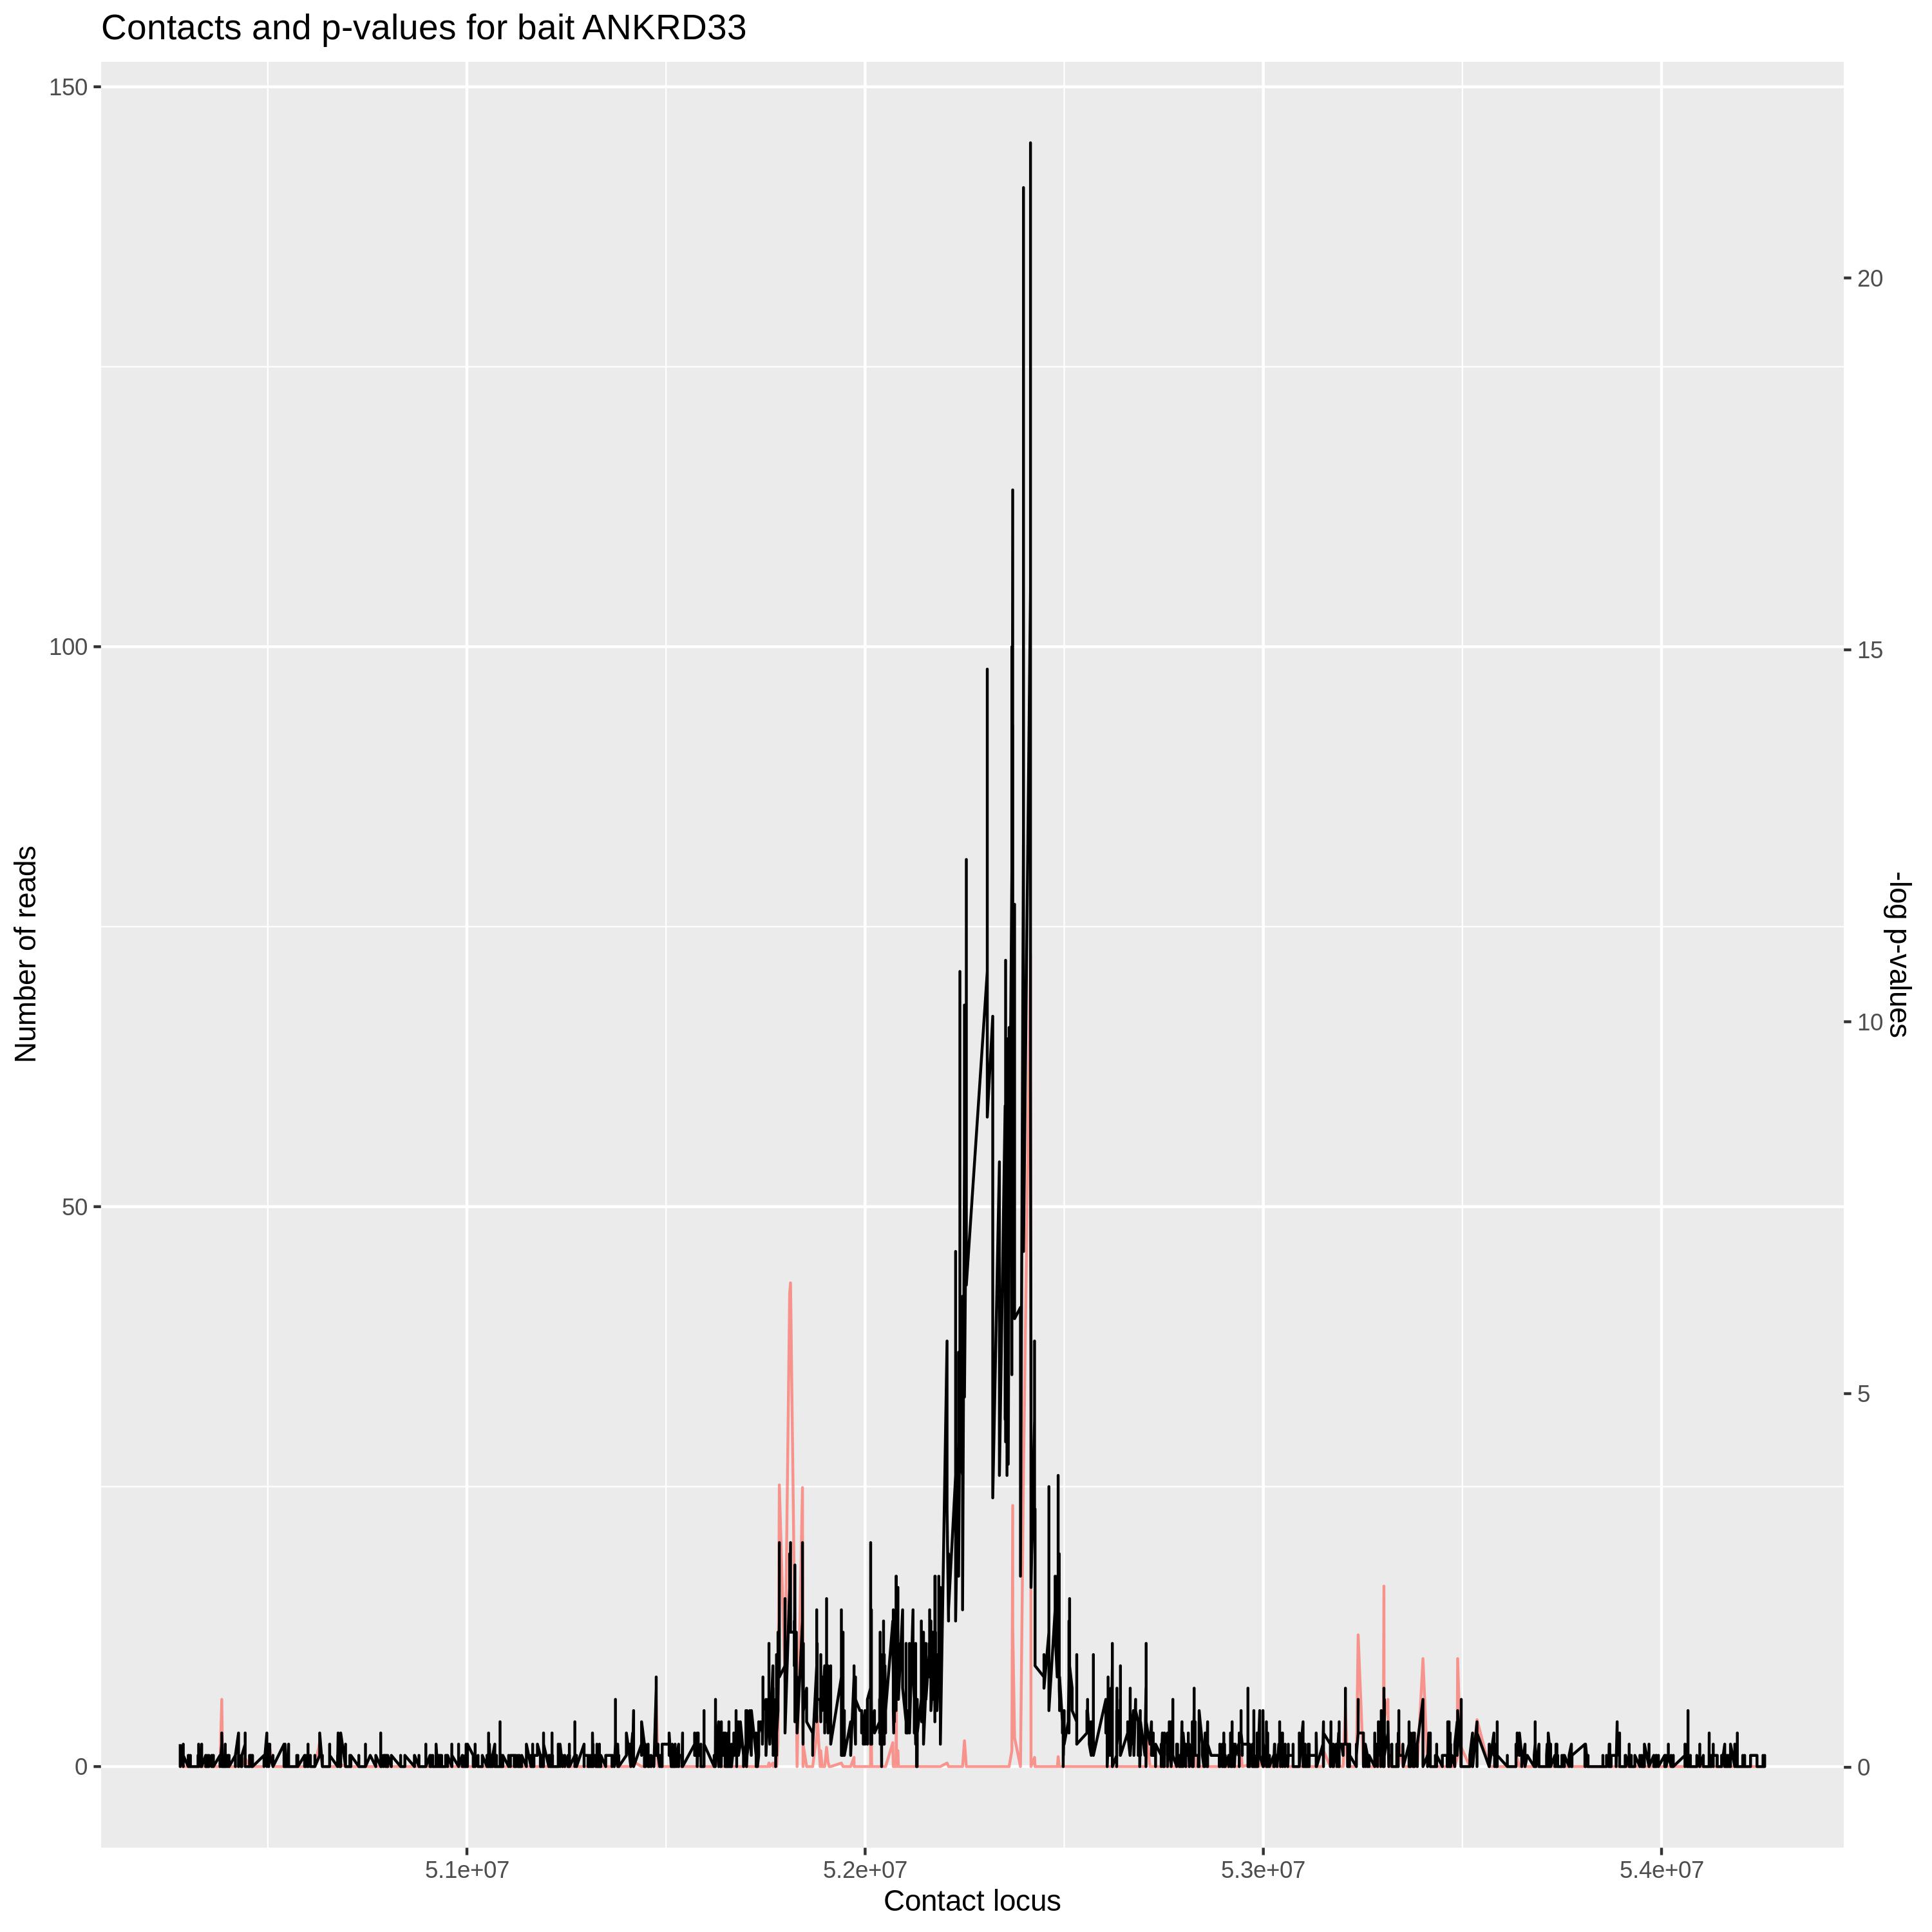 Contacts and p-values for bait ANKRD33
150
100
50
0
Number of reads
20
15
10
5
0
-log p-values
5.1e+07
5.2e+07
5.3e+07
5.4e+07
Contact locus